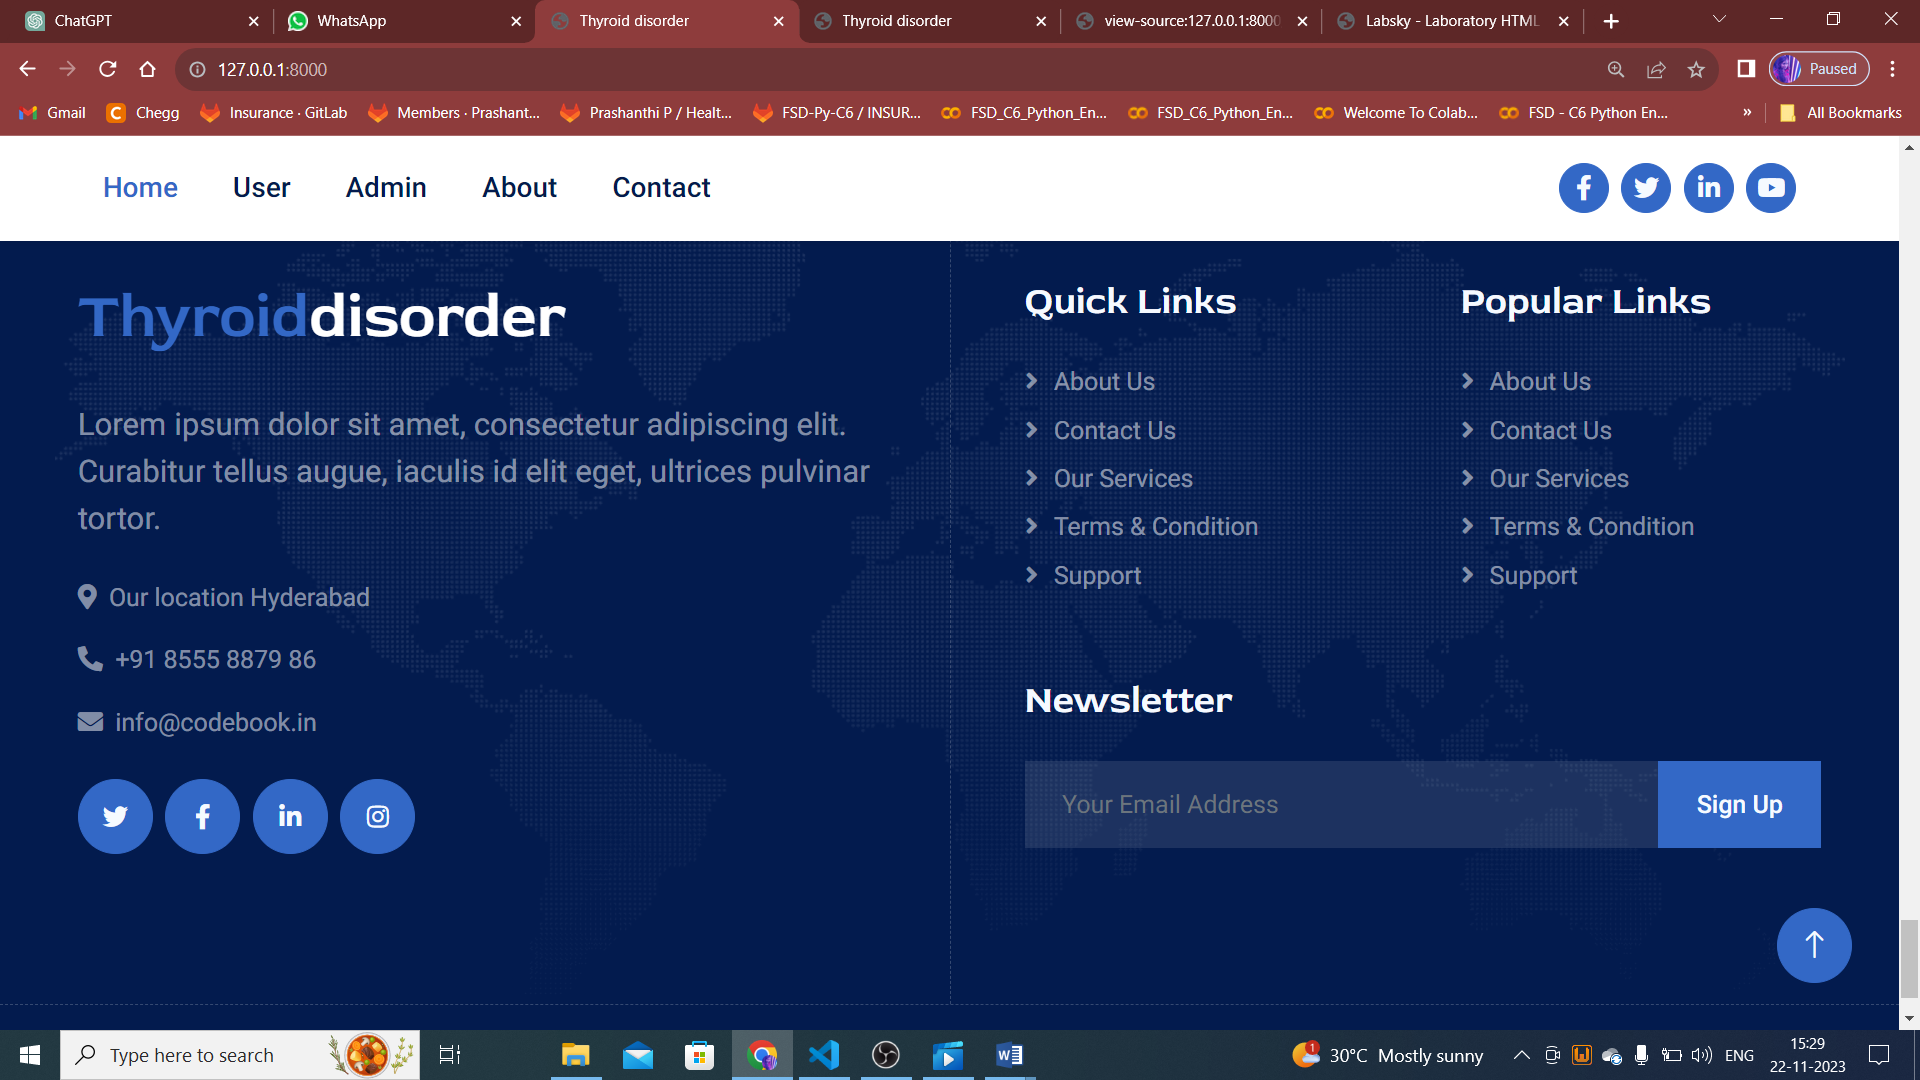 ChatGPT
WhatsApp
Thyroid disorder
Thyroid disorder
view-source:127.0.0.1:8000
Labsky - Laboratory HTML
127.0.0.1:8000
Paused
Gmail
Chegg
Insurance · GitLab
Members · Prashant...
Prashanthi P / Healt...
FSD-Py-C6 / INSUR...
FSD_C6_Python_En...
FSD_C6_Python_En...
Welcome To Colab...
FSD - C6 Python En...
»
All Bookmarks
Home
User
Admin
About
Contact
Thyroiddisorder
Lorem ipsum dolor sit amet, consectetur adipiscing elit.
Curabitur tellus augue, iaculis id elit eget, ultrices pulvinar
tortor.
Our location Hyderabad
+91 8555 8879 86
info@codebook.in
Quick Links
About Us
Contact Us
Our Services
Terms & Condition
Support
Popular Links
About Us
Contact Us
Our Services
Terms & Condition
Support
Newsletter
Your Email Address
Sign Up
Type here to search
1
30°C Mostly sunny
ENG
15:29
22-11-2023